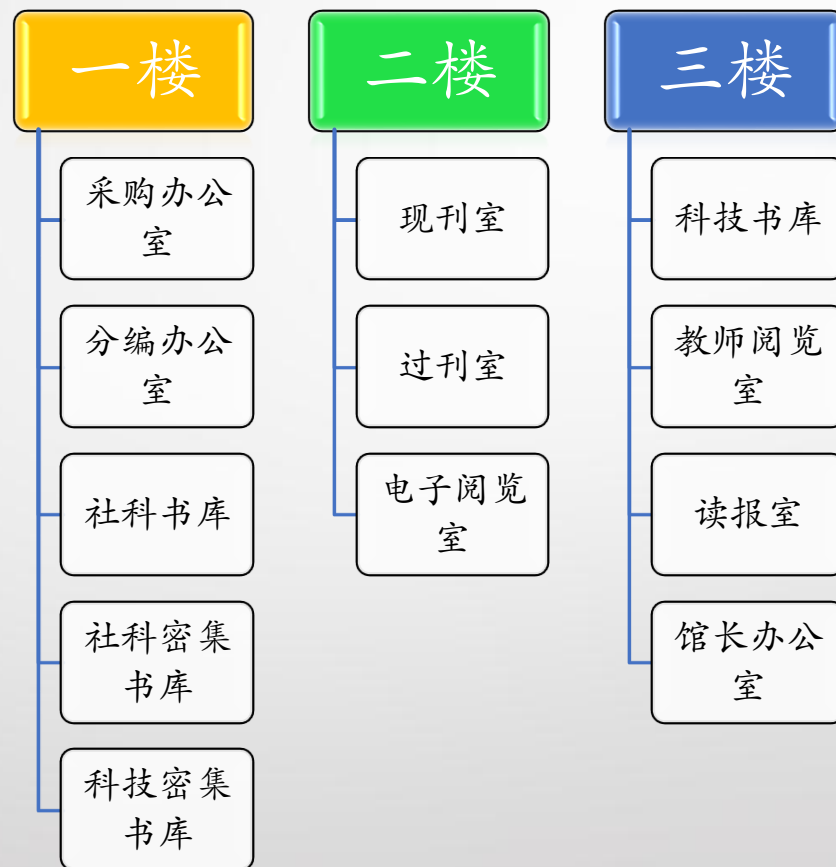 一楼
采购办公
室
分编办公
室
社科书库
社科密集
书库
科技密集
书库
二楼
现刊室
过刊室
电子阅览
室
三楼
科技书库
教师阅览
室
读报室
馆长办公
室